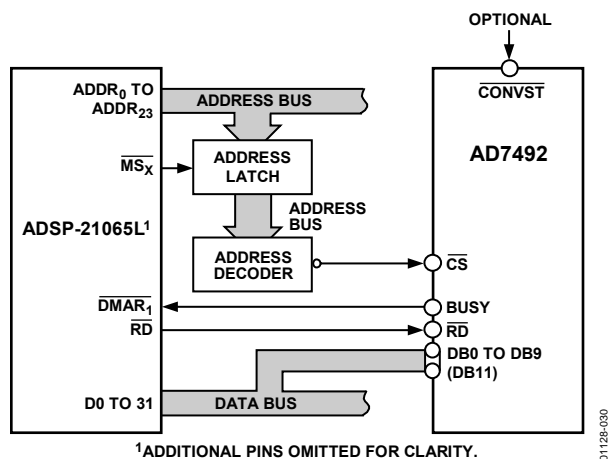 OPTIONAL
ADDR0 TO
ADDR23
ADDRESS BUS
CONVST
AD7492
MSX
ADDRESS
LATCH
ADSP-21065L1
ADDRESS
BUS
ADDRESS
DECODER
CS
DMAR1
BUSY
RD
RD
DB0 TO DB9
(DB11)
D0 TO 31
DATA BUS
1ADDITIONAL PINS OMITTED FOR CLARITY.
01128-030